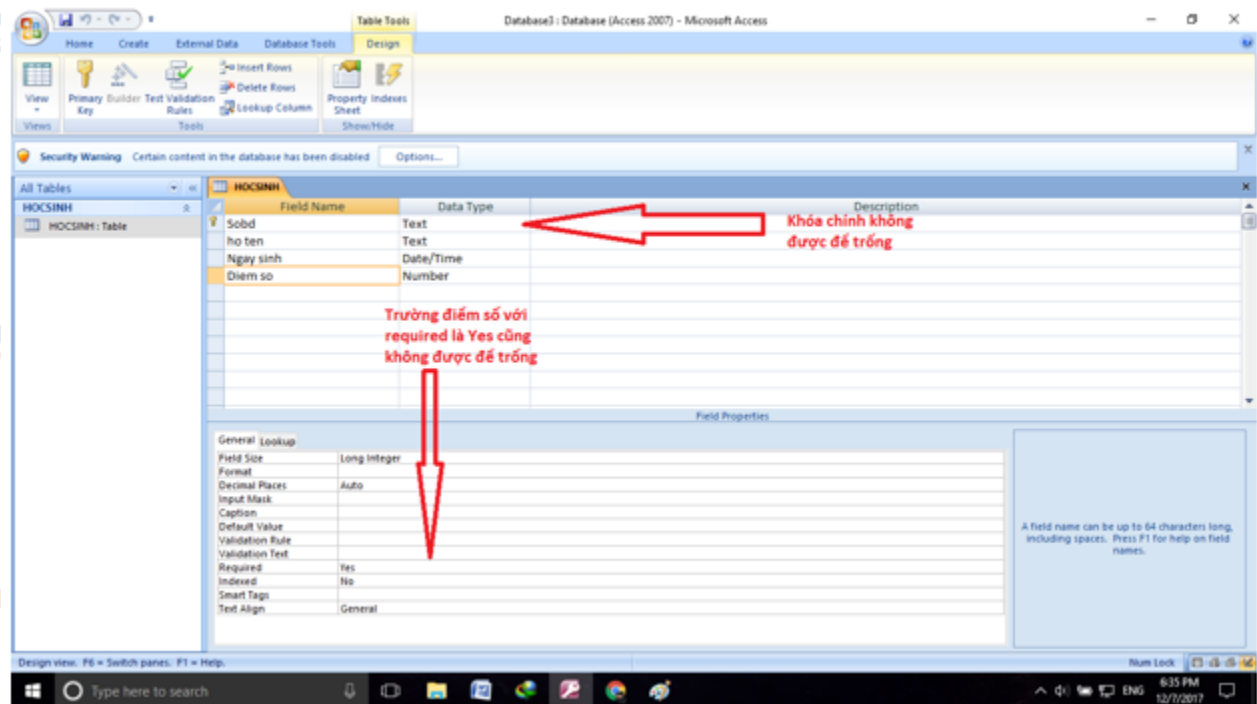 Table Tools
Database3 : Database (Access 2007) - Microsoft Access
Home Create External Data Database Tools Design
View
Primary Key
Builder
Test Validation Rules
Insert Rows
Delete Rows
Lookup Column
Property Sheet
Indexes
Views
Tools
Show/Hide
Security Warning Certain content in the database has been disabled Options...
All Tables
HOCSINH
HOCSINH : Table
HOCSINH
Field Name Data Type Description
Sobd Text
ho ten Text
Ngay sinh Date/Time
Diem so Number
Khóa chính không
được để trống
Trường điểm số với
required là Yes cũng
không được để trống
Field Properties
General Lookup
Field Size Long Integer
Format
Decimal Places Auto
Input Mask
Caption
Default Value
Validation Rule
Validation Text
Required Yes
Indexed No
Smart Tags
Text Align General
A field name can be up to 64 characters long,
including spaces. Press F1 for help on field
names.
Design view. F6 = Switch panes. F1 = Help.
Num Lock
Type here to search
ENG
6:35 PM
12/7/2017